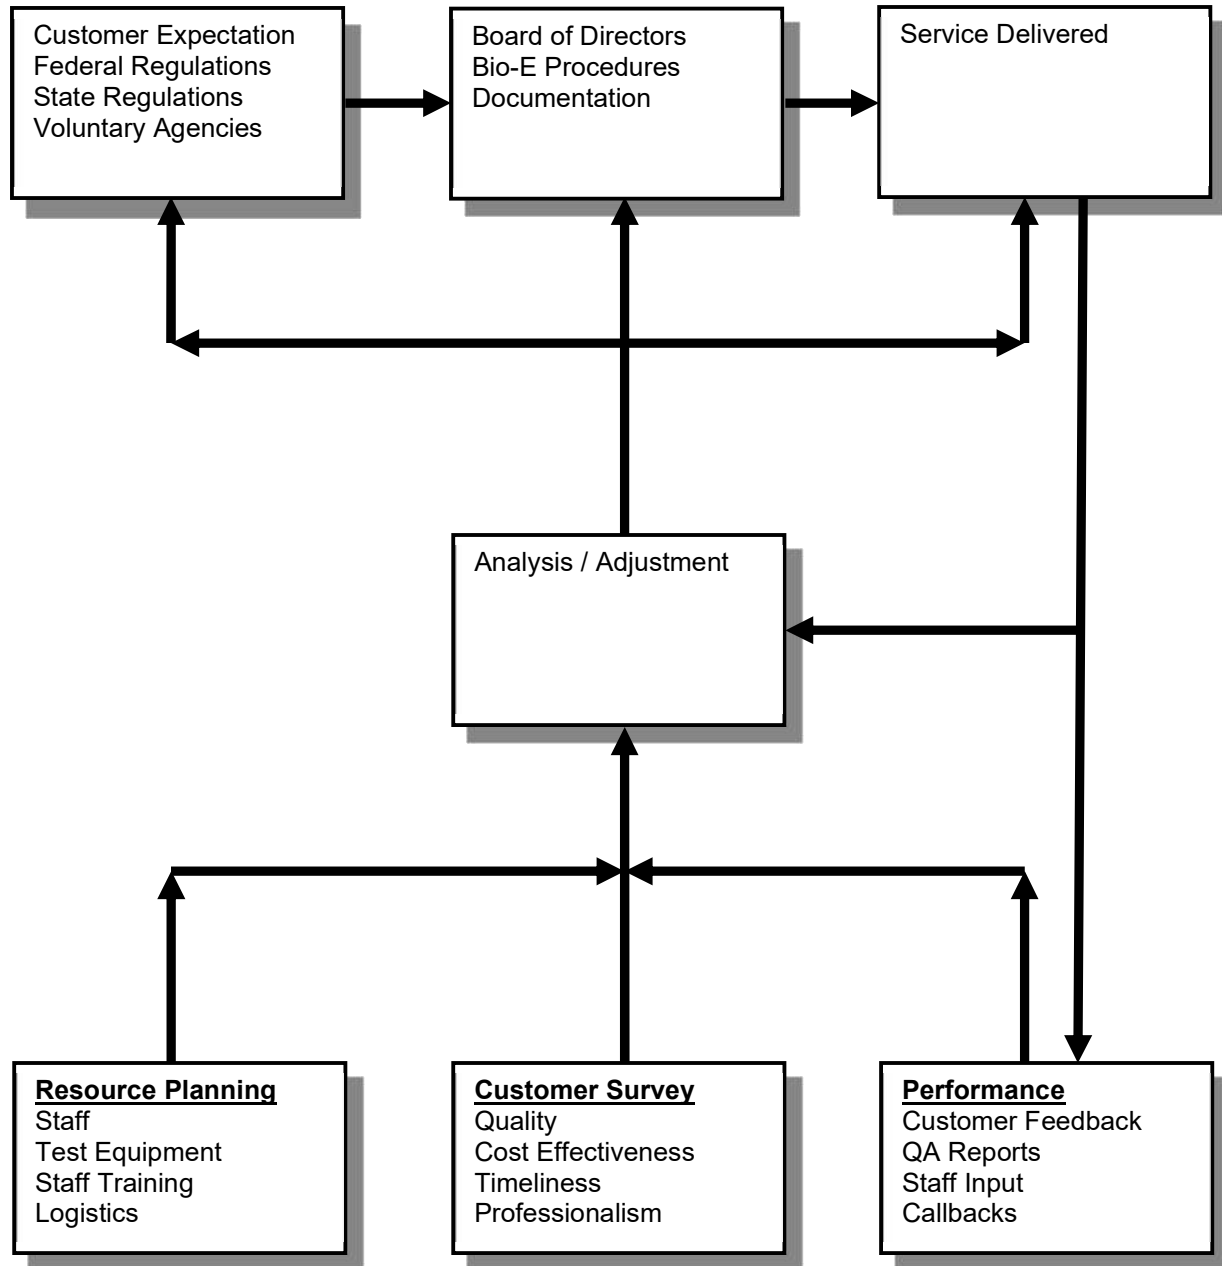 Customer Expectation
Federal Regulations
State Regulations
Voluntary Agencies
Board of Directors
Bio-E Procedures
Documentation
Service Delivered
Analysis / Adjustment
Resource Planning
Staff
Test Equipment
Staff Training
Logistics
Customer Survey
Quality
Cost Effectiveness
Timeliness
Professionalism
Performance
Customer Feedback
QA Reports
Staff Input
Callbacks